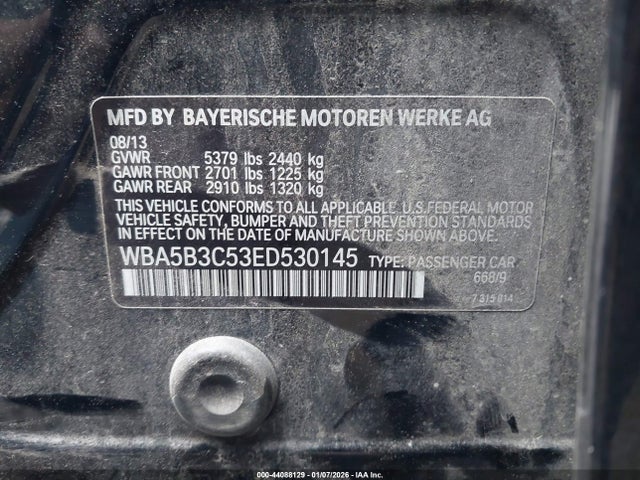 MFD BY BAYERISCHE MOTOREN WERKE AG
08/13
GVWR 5379 lbs 2440 kg
GAWR FRONT 2701 lbs 1225 kg
GAWR REAR 2910 lbs 1320 kg
THIS VEHICLE CONFORMS TO ALL APPLICABLE U.S.FEDERAL MOTOR
VEHICLE SAFETY, BUMPER AND THEFT PREVENTION STANDARDS
IN EFFECT ON THE DATE OF MANUFACTURE SHOWN ABOVE.
WBA5B3C53ED530145 TYPE: PASSENGER CAR
668/9
7 315 814
000-44088129 - 01/07/2026 - IAA Inc.